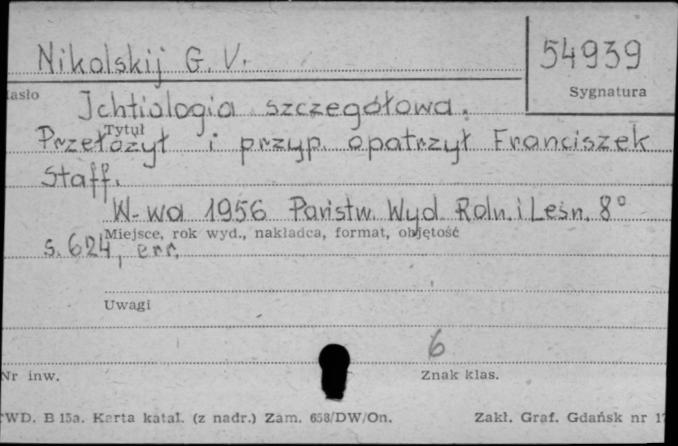 Nikolskij G. V.
54939
Sygnatura
asło
Ichtiologia szczegółowa.
Tytuł
Przełożył i przyp. opatrzył Franciszek
Staff.
W-wa 1956 Państw. Wyd. Roln. i Leśn. 8°
Miejsce, rok wyd., nakładca, format, objętość
s. 624, err.
Uwagi
6
Nr inw.
Znak klas.
WD. B 15a. Karta katal. (z nadr.) Zam. 658/DW/On.
Zakł. Graf. Gdańsk nr 1